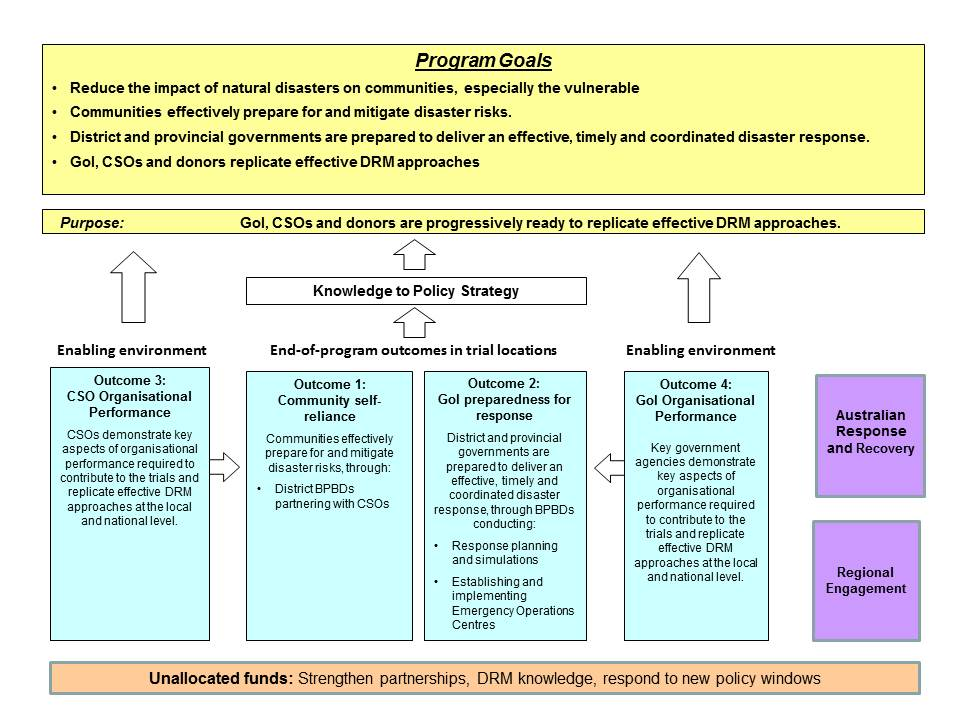 Program Goals
• Reduce the impact of natural disasters on communities, especially the vulnerable
• Communities effectively prepare for and mitigate disaster risks.
• District and provincial governments are prepared to deliver an effective, timely and coordinated disaster response.
• GoI, CSOs and donors replicate effective DRM approaches
Purpose: GoI, CSOs and donors are progressively ready to replicate effective DRM approaches.
Knowledge to Policy Strategy
Enabling environment
End-of-program outcomes in trial locations
Enabling environment
Outcome 3:
CSO Organisational
Performance
CSOs demonstrate key
aspects of organisational
performance required to
contribute to the trials and
replicate effective DRM
approaches at the local
and national level.
Outcome 1:
Community self-
reliance
Communities effectively
prepare for and mitigate
disaster risks, through:
• District BPBDs
partnering with CSOs
Outcome 2:
GoI preparedness for
response
District and provincial
governments are
prepared to deliver an
effective, timely and
coordinated disaster
response, through BPBDs
conducting:
• Response planning
and simulations
• Establishing and
implementing
Emergency Operations
Centres
Outcome 4:
GoI Organisational
Performance
Key government
agencies demonstrate
key aspects of
organisational
performance required
to contribute to the
trials and replicate
effective DRM
approaches at the local
and national level.
Australian
Response
and Recovery
Regional
Engagement
Unallocated funds: Strengthen partnerships, DRM knowledge, respond to new policy windows